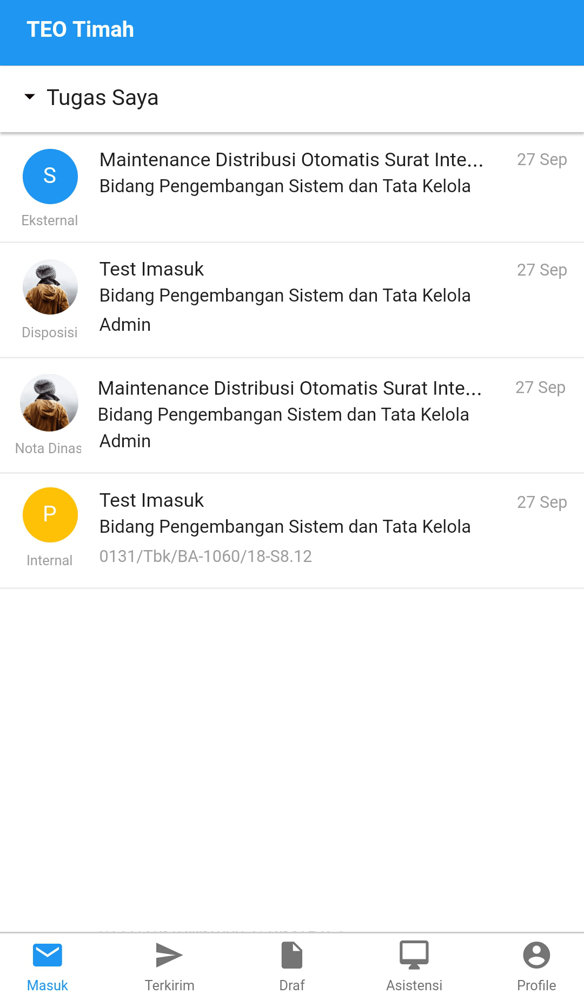 TEO Timah
Tugas Saya
S
Maintenance Distribusi Otomatis Surat Inte...
27 Sep
Bidang Pengembangan Sistem dan Tata Kelola
Eksternal
Test Imasuk
27 Sep
Bidang Pengembangan Sistem dan Tata Kelola
Admin
Disposisi
Maintenance Distribusi Otomatis Surat Inte...
27 Sep
Bidang Pengembangan Sistem dan Tata Kelola
Admin
Nota Dinas
P
Test Imasuk
27 Sep
Bidang Pengembangan Sistem dan Tata Kelola
0131/Tbk/BA-1060/18-S8.12
Internal
Masuk
Terkirim
Draf
Asistensi
Profile